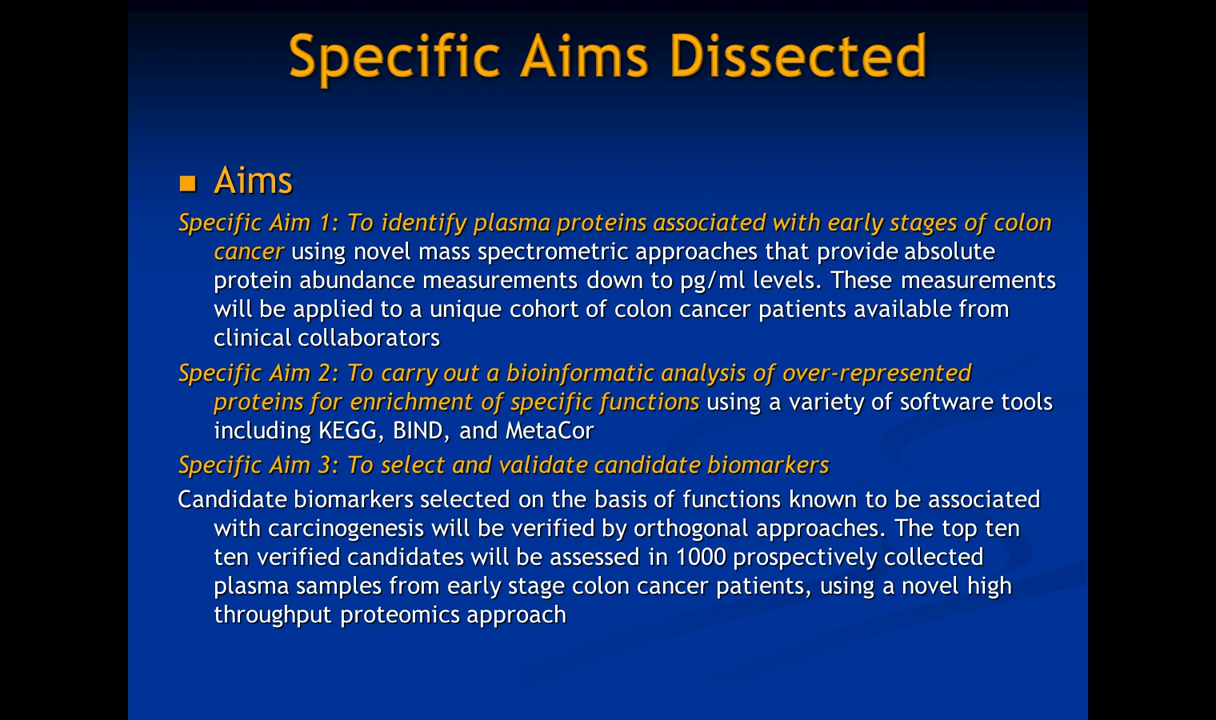 Specific Aims Dissected
Aims
Specific Aim 1: To identify plasma proteins associated with early stages of colon
cancer using novel mass spectrometric approaches that provide absolute
protein abundance measurements down to pg/ml levels. These measurements
will be applied to a unique cohort of colon cancer patients available from
clinical collaborators
Specific Aim 2: To carry out a bioinformatic analysis of over-represented
proteins for enrichment of specific functions using a variety of software tools
including KEGG, BIND, and MetaCor
Specific Aim 3: To select and validate candidate biomarkers
Candidate biomarkers selected on the basis of functions known to be associated
with carcinogenesis will be verified by orthogonal approaches. The top ten
ten verified candidates will be assessed in 1000 prospectively collected
plasma samples from early stage colon cancer patients, using a novel high
throughput proteomics approach